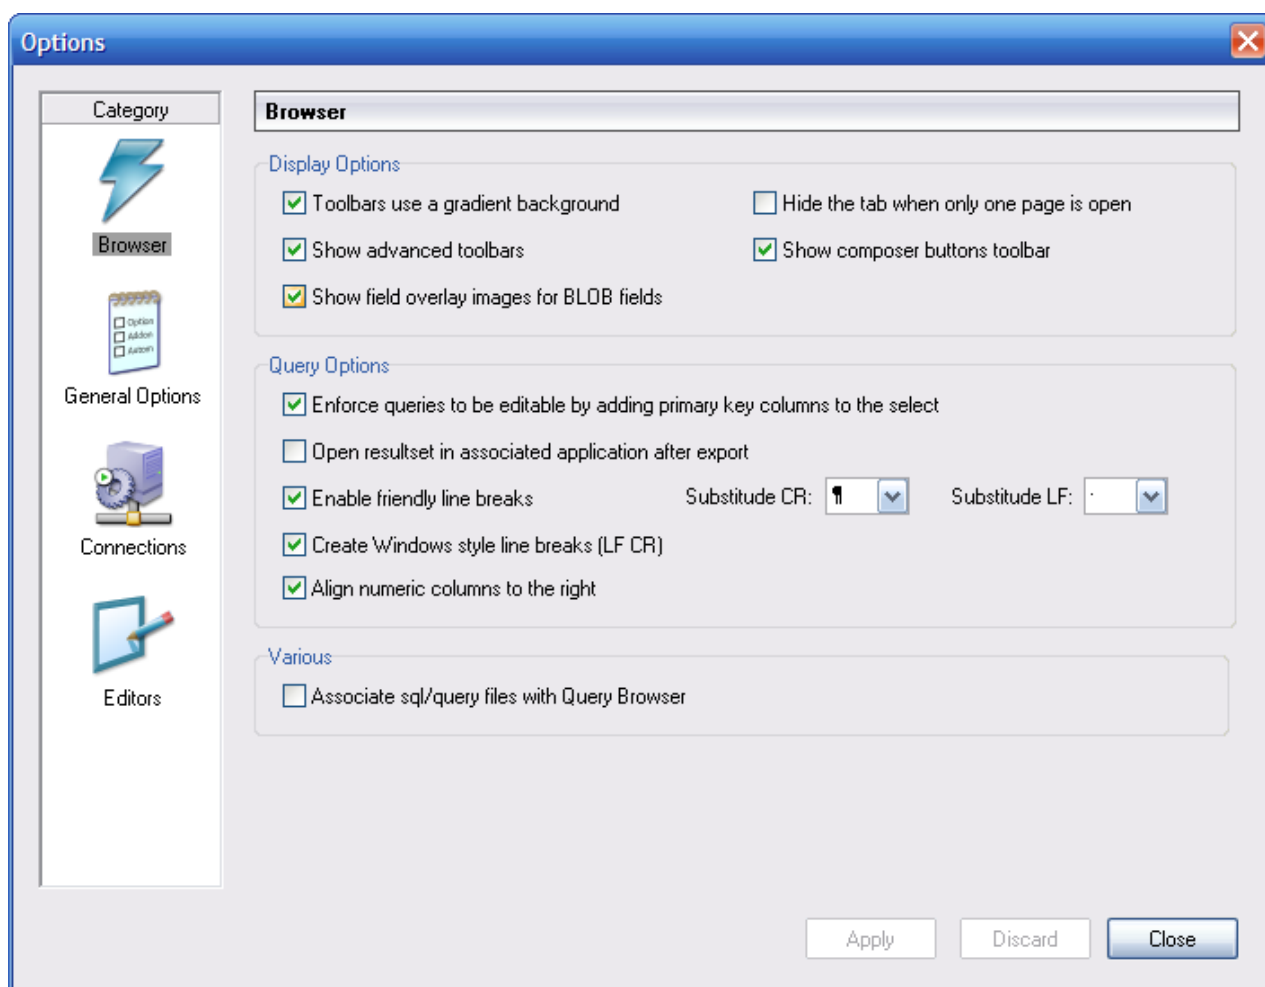 Options
Category
Browser
General Options
Option
Addon
Connections
Editors
Browser
Display Options
Toolbars use a gradient background
Hide the tab when only one page is open
Show advanced toolbars
Show composer buttons toolbar
Show field overlay images for BLOB fields
Query Options
Enforce queries to be editable by adding primary key columns to the select
Open resultset in associated application after export
Enable friendly line breaks
Substitude CR: ¶
Substitude LF: ·
Create Windows style line breaks (LF CR)
Align numeric columns to the right
Various
Associate sql/query files with Query Browser
Apply
Discard
Close